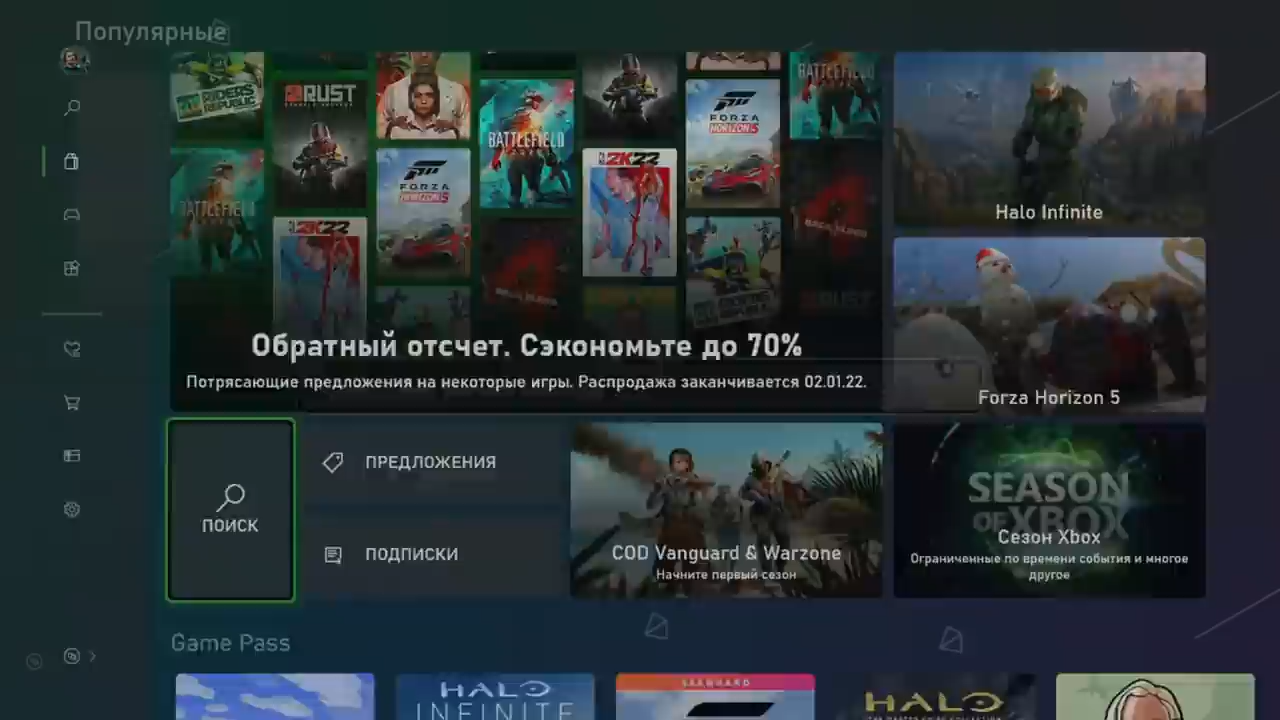 Популярные
RIDERS
REPUBLIC
RUST
BATTLEFIELD
FORZA
HORIZON 5
BATTLEFIELD
BATTLEFIELD
FORZA
HORIZON 5
2K22
2K22
RIDERS
REPUBLIC
RUST
Halo Infinite
Обратный отсчет. Сэкономьте до 70%
Потрясающие предложения на некоторые игры. Распродажа заканчивается 02.01.22.
Forza Horizon 5
ПОИСК
ПРЕДЛОЖЕНИЯ
ПОДПИСКИ
COD Vanguard & Warzone
Начните первый сезон
SEASON
OF XBOX
Сезон Xbox
Ограниченные по времени события и многое
другое
Game Pass
HALO
INFINITE
HALO